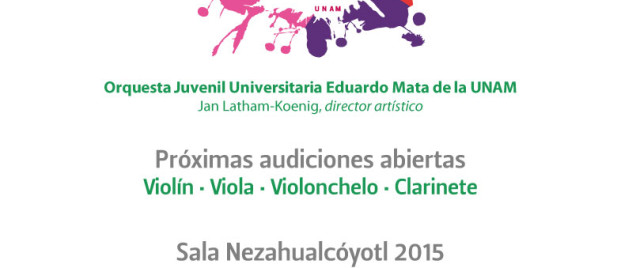 UNAM
Orquesta Juvenil Universitaria Eduardo Mata de la UNAM
Jan Latham-Koenig, director artístico
Próximas audiciones abiertas
Violín · Viola · Violonchelo · Clarinete
Sala Nezahualcóyotl 2015